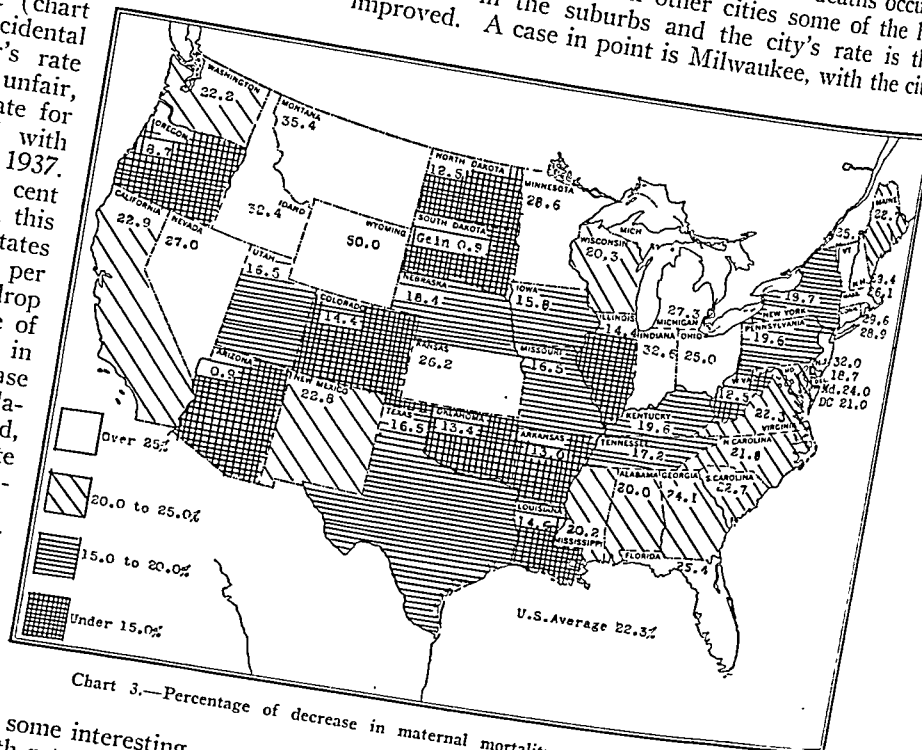 (chart
cidental
's rate
unfair,
ate for
with
1937.
cent
this
tates
per
drop
e of
in
ase
la-
d,
te
-
other cities some of the
in the suburbs and the city's rate is
improved. A case in point is Milwaukee, with the
WASHINGTON
22.2
MONTANA
35.4
OREGON
8.7
NORTH DAKOTA
12.5
MINNESOTA
28.6
CALIFORNIA
22.9
NEVADA
27.0
32.4
IDAHO
WYOMING
50.0
SOUTH DAKOTA
Gain 0.9
WISCONSIN
20.3
MICH
27.3
MICHIGAN
MAINE
UTAH
16.5
NEBRASKA
18.4
IOWA
15.8
ILLINOIS
14.4
INDIANA
32.6
OHIO
25.0
19.7
NEW YORK
PENNSYLVANIA
19.6
VT
N.H.
MASS.
28.9
COLORADO
14.4
KANSAS
26.2
MISSOURI
16.5
W.VA
12.5
32.0
18.7
Md.24.0
DC 21.0
ARIZONA
0.9
NEW MEXICO
22.8
TEXAS
16.5
OKLAHOMA
13.4
ARKANSAS
13.0
KENTUCKY
19.6
TENNESSEE
17.2
22.3
VIRGINIA
N CAROLINA
21.8
S.CAROLINA
22.7
ALABAMA
20.0
GEORGIA
24.1
LOUISIANA
14.6
20.2
MISSISSIPPI
FLORIDA
25.4
Over 25%
20.0 to 25.0%
15.0 to 20.0%
Under 15.0%
U.S.Average 22.3%
Chart 3.—Percentage of decrease in maternal
some interesting